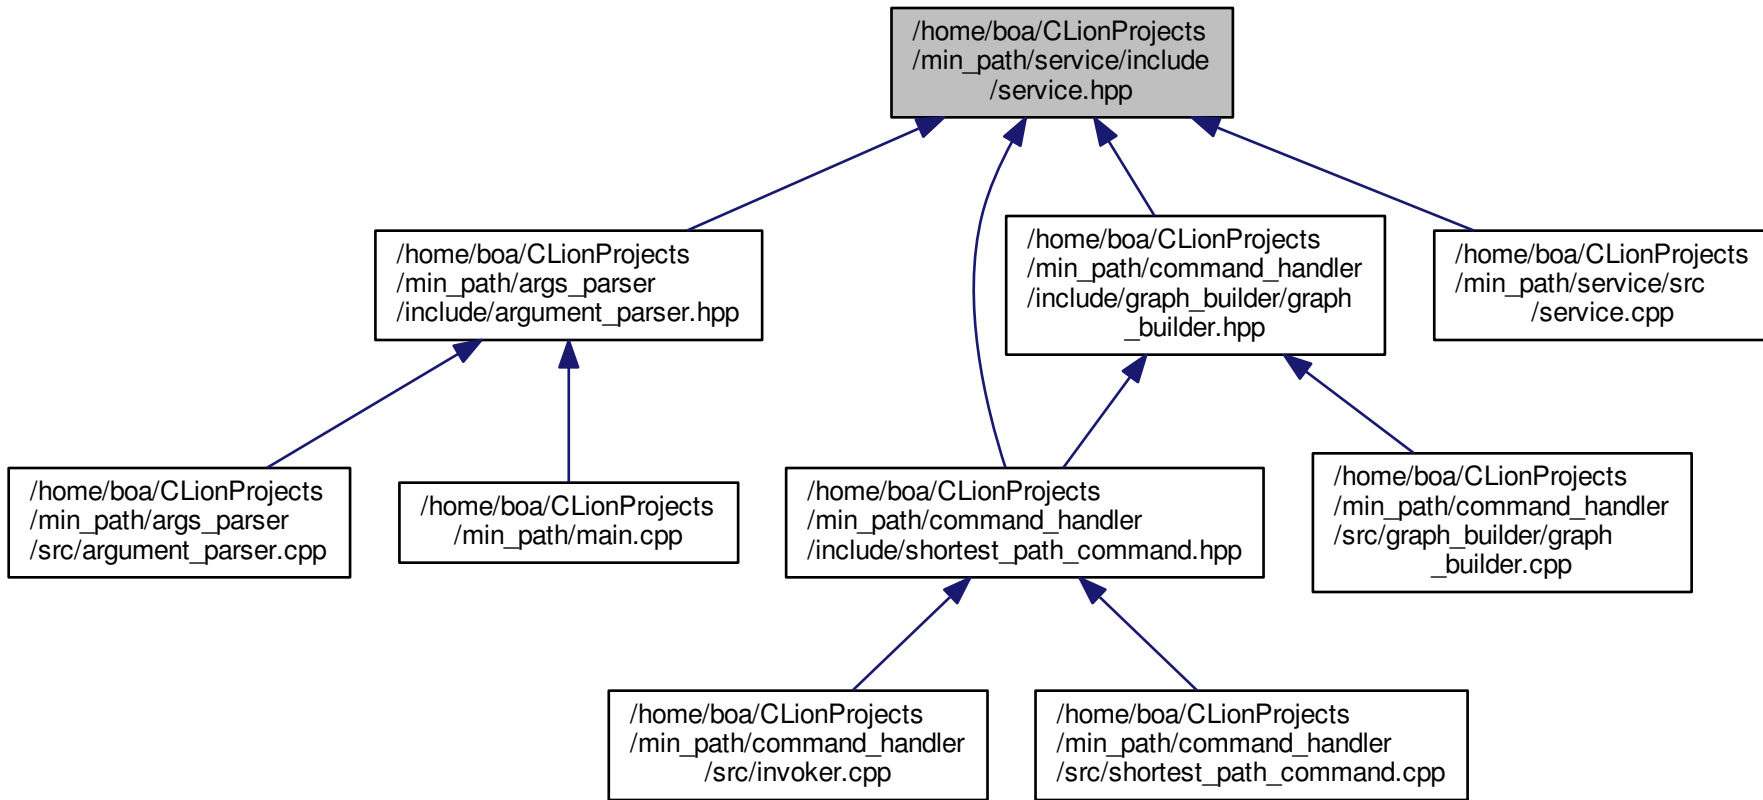 /home/boa/CLionProjects
/min_path/service/include
/service.hpp
/home/boa/CLionProjects
/min_path/args_parser
/include/argument_parser.hpp
/home/boa/CLionProjects
/min_path/command_handler
/include/graph_builder/graph
_builder.hpp
/home/boa/CLionProjects
/min_path/service/src
/service.cpp
/home/boa/CLionProjects
/min_path/args_parser
/src/argument_parser.cpp
/home/boa/CLionProjects
/min_path/main.cpp
/home/boa/CLionProjects
/min_path/command_handler
/include/shortest_path_command.hpp
/home/boa/CLionProjects
/min_path/command_handler
/src/graph_builder/graph
_builder.cpp
/home/boa/CLionProjects
/min_path/command_handler
/src/invoker.cpp
/home/boa/CLionProjects
/min_path/command_handler
/src/shortest_path_command.cpp